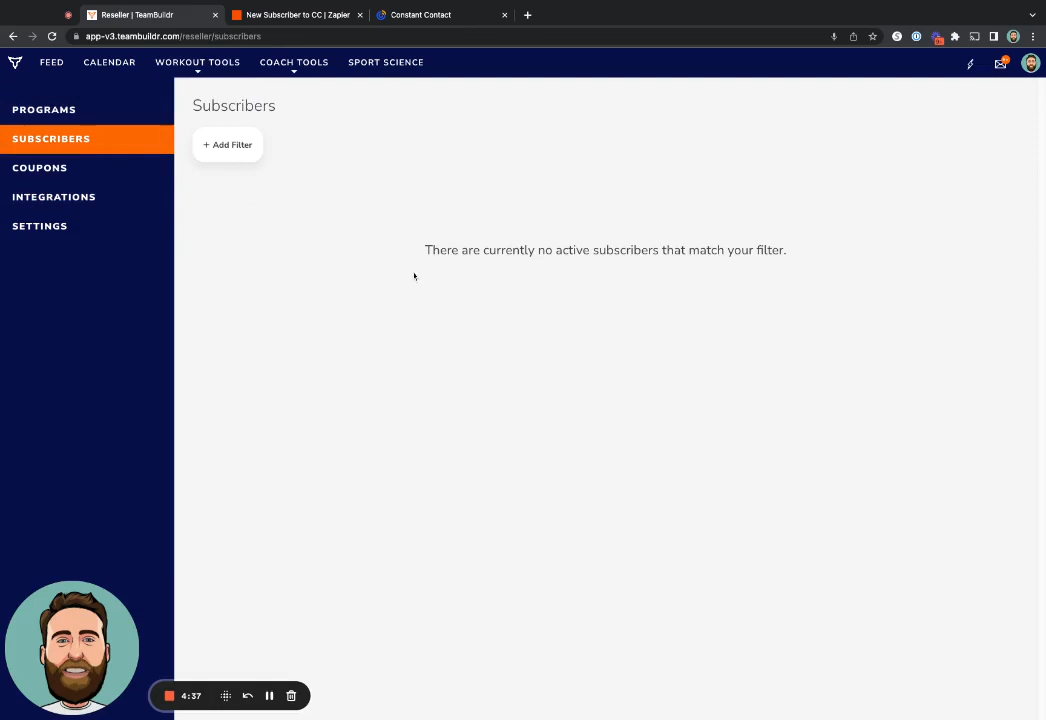 Reseller | TeamBuildr
New Subscriber to CC | Zapier
Constant Contact
app-v3.teambuildr.com/reseller/subscribers
FEED
CALENDAR
WORKOUT TOOLS
COACH TOOLS
SPORT SCIENCE
PROGRAMS
SUBSCRIBERS
COUPONS
INTEGRATIONS
SETTINGS
Subscribers
+ Add Filter
There are currently no active subscribers that match your filter.
4:37